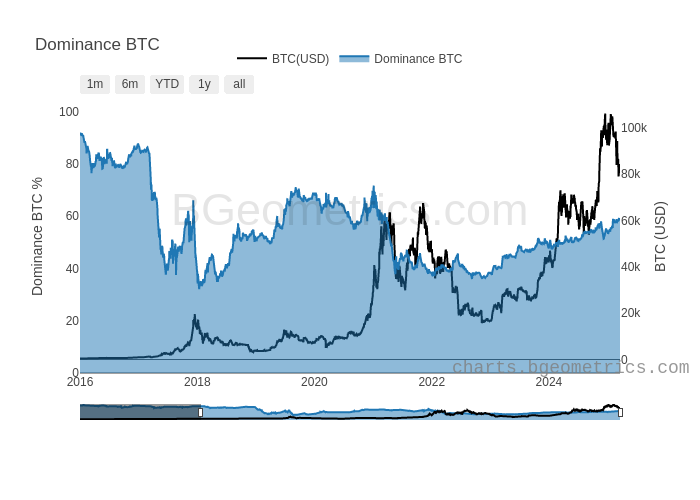 Dominance BTC
BTC(USD) Dominance BTC
1m 6m YTD 1y all
100
80
60
40
20
0
Dominance BTC %
100k
80k
60k
40k
20k
0
BTC (USD)
BGeometrics.com
charts.bgeometrics.com
2016 2018 2020 2022 2024